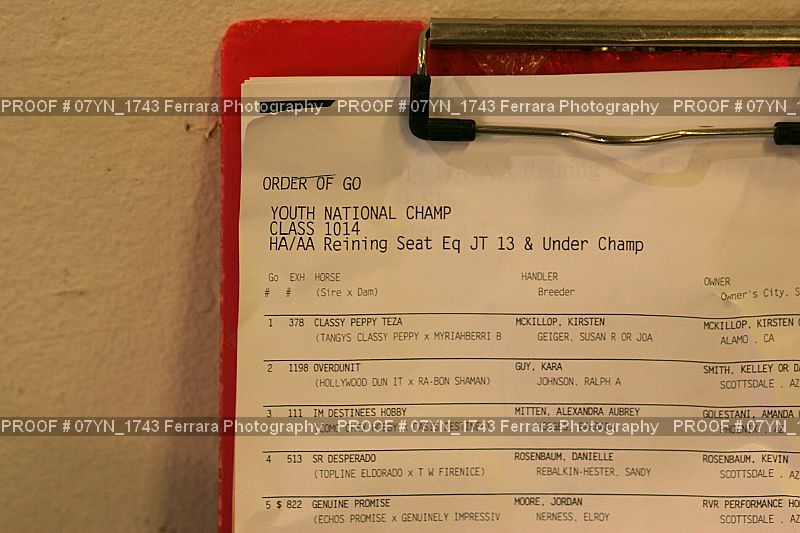 PROOF # 07YN_1743 Ferrara Photography PROOF # 07YN_1743 Ferrara Photography PROOF # 07YN_1
ORDER OF GO
YOUTH NATIONAL CHAMP
CLASS 1014
HA/AA Reining Seat Eq JT 13 & Under Champ
Go EXH HORSE HANDLER OWNER
# # (Sire x Dam) Breeder Owner's City, S
1 378 CLASSY PEPPY TEZA MCKILLOP, KIRSTEN MCKILLOP, KIRSTEN
(TANGYS CLASSY PEPPY x MYRIAHBERRI B GEIGER, SUSAN R OR JOA ALAMO , CA
2 1198 OVERDUNIT GUY, KARA SMITH, KELLEY OR
(HOLLYWOOD DUN IT x RA-BON SHAMAN) JOHNSON, RALPH A SCOTTSDALE , AZ
3 111 IM DESTINEES HOBBY MITTEN, ALEXANDRA AUBREY GOLESTANI, AMANDA
PROOF # 07YN_1743 Ferrara Photography PROOF # 07YN_1743 Ferrara Photography PROOF # 07YN_1
4 513 SR DESPERADO ROSENBAUM, DANIELLE ROSENBAUM, KEVIN
(TOPLINE ELDORADO x T W FIRENICE) REBALKIN-HESTER, SANDY SCOTTSDALE , AZ
5 $ 822 GENUINE PROMISE MOORE, JORDAN RVR PERFORMANCE HO
(ECHOS PROMISE x GENUINELY IMPRESSIV NERNESS, ELROY SCOTTSDALE , AZ